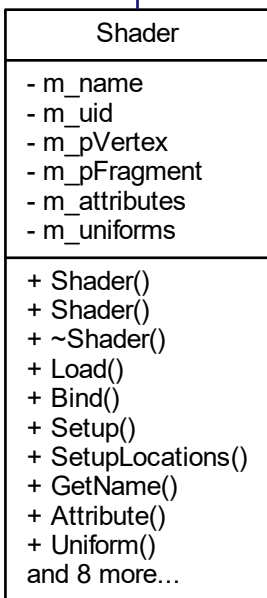 Shader
- m_name
- m_uid
- m_pVertex
- m_pFragment
- m_attributes
- m_uniforms
+ Shader()
+ Shader()
+ ~Shader()
+ Load()
+ Bind()
+ Setup()
+ SetupLocations()
+ GetName()
+ Attribute()
+ Uniform()
and 8 more...